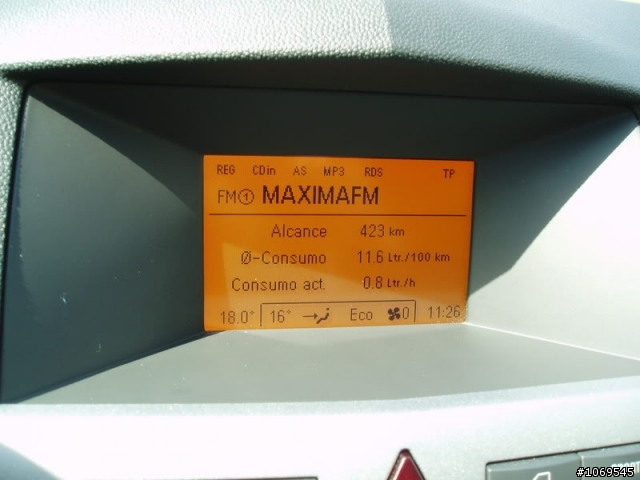 REG CDin AS MP3 RDS TP
FM1 MAXIMAFM
Alcance 423 km
Ø-Consumo 11.6 Ltr./100 km
Consumo act. 0.8 Ltr./h
18.0° 16° Eco 0 11:26
#1069545